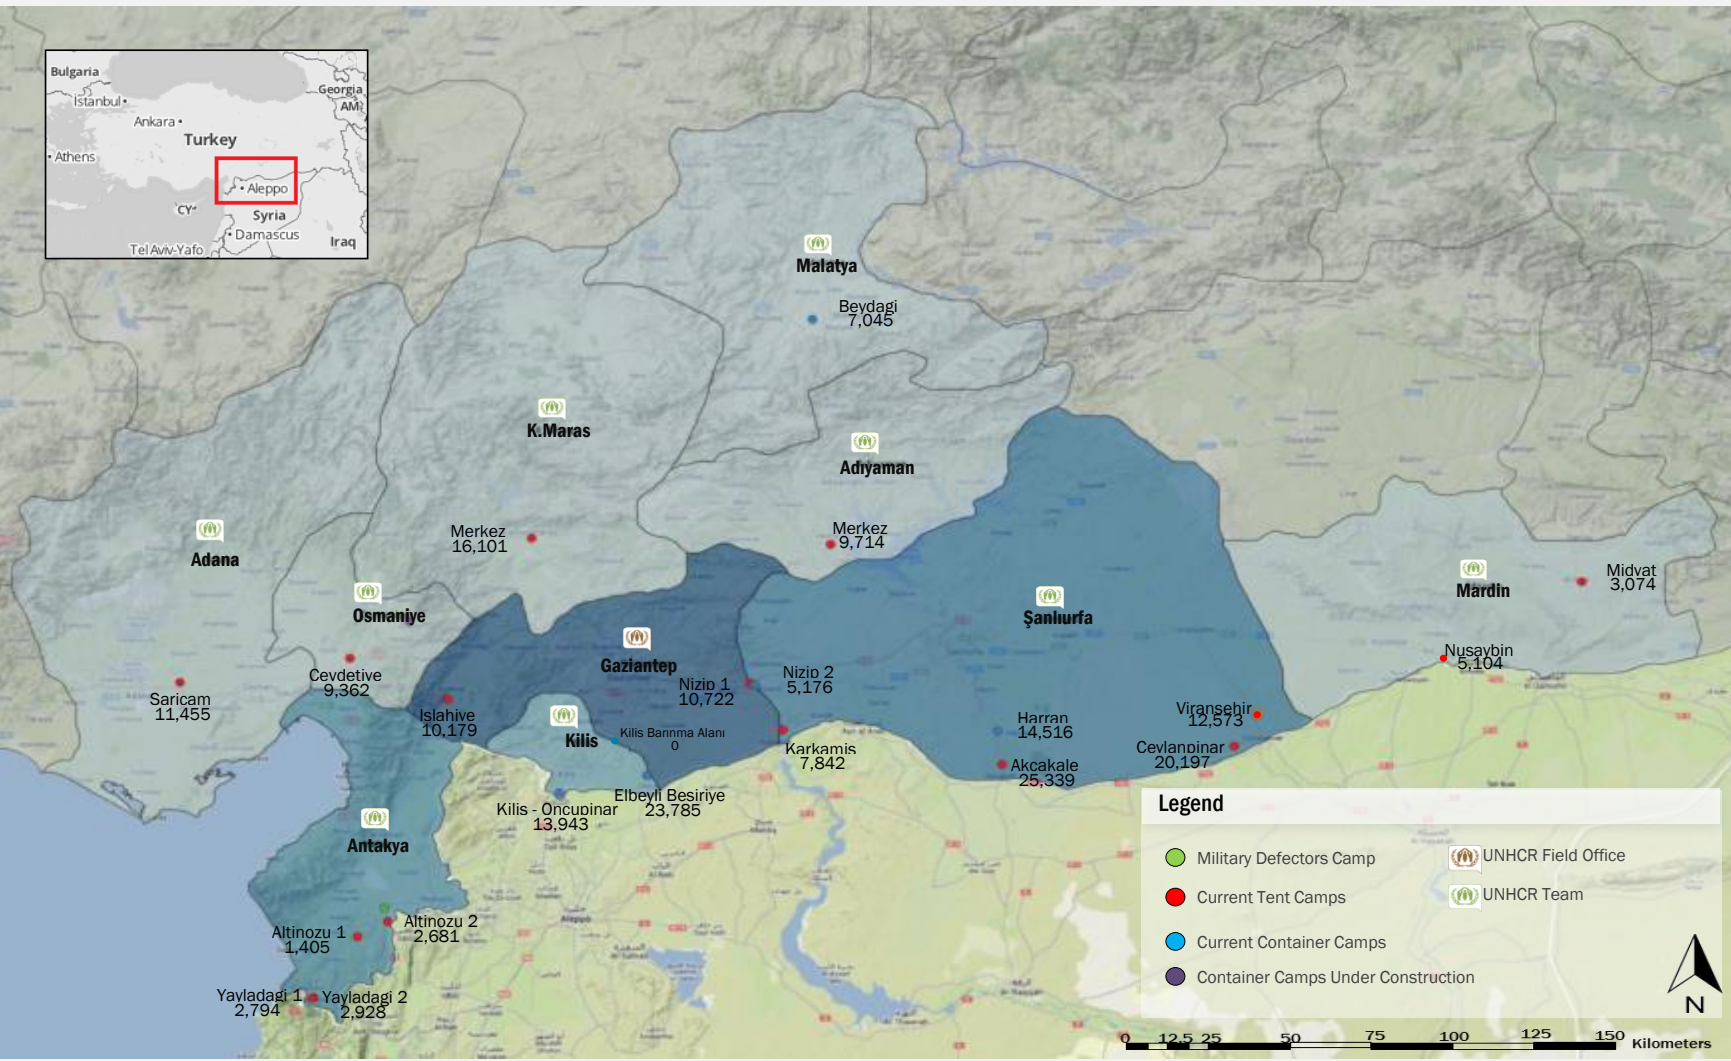 Bulgaria
Georgia
Istanbul
AM
Ankara
Turkey
Athens
Aleppo
CY
Syria
Damascus
Tel Aviv-Yafo
Iraq
Malatya
Beydagi
7,045
K.Maras
Adıyaman
Merkez
16,101
Merkez
9,714
Adana
Osmaniye
Şanlıurfa
Mardin
Midyat
3,074
Gaziantep
Nusaybin
5,104
Cevdetiye
9,362
Saricam
11,455
Islahiye
10,179
Nizip 1
10,722
Nizip 2
5,176
Kilis
Kilis Barınma Alanı
0
Karkamis
7,842
Harran
14,516
Viransehir
12,573
Akcakale
25,339
Ceylanpinar
20,197
Kilis - Oncupinar
13,943
Elbeyli Besiriye
23,785
Antakya
Altinozu 2
2,681
Altinozu 1
1,405
Yayladagi 1
2,794
Yayladagi 2
2,928
Legend
Military Defectors Camp
UNHCR Field Office
Current Tent Camps
UNHCR Team
Current Container Camps
Container Camps Under Construction
N
0 12,5 25 50 75 100 125 150 Kilometers